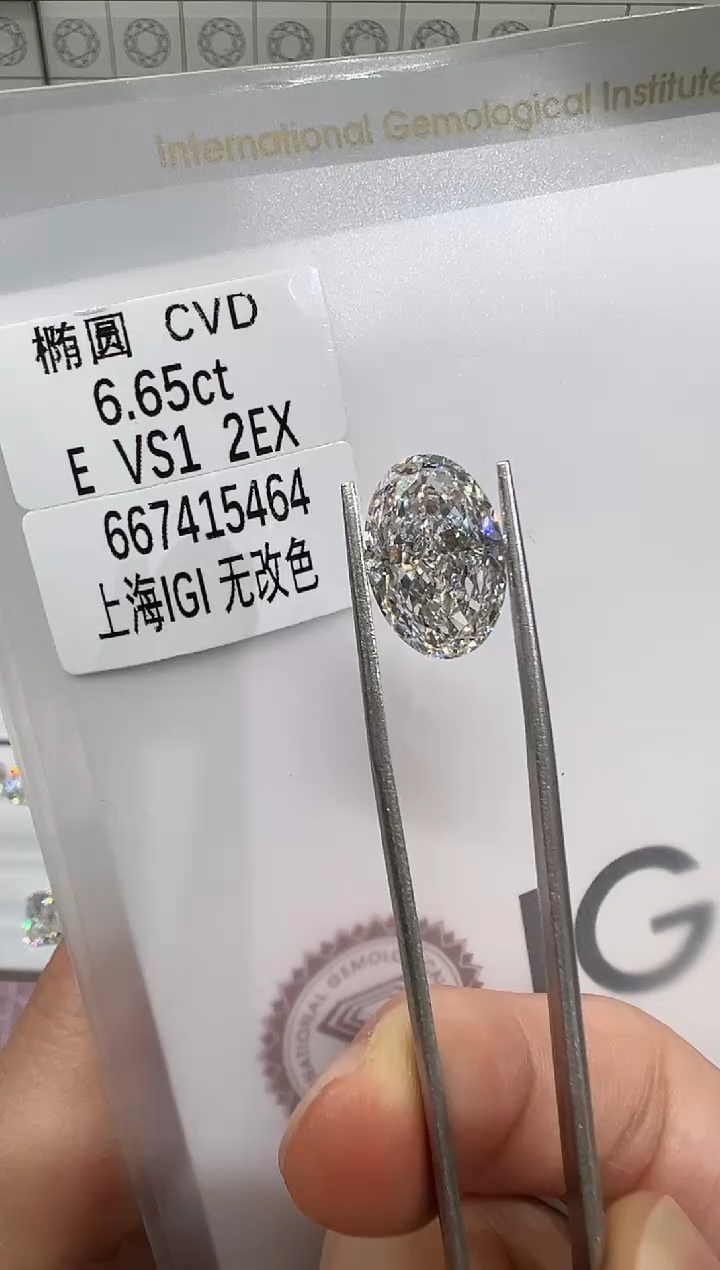 International Gemological Institute
椭圆 CVD
6.65ct
E VS1 2EX
667415464
上海IGI 无改色
IG